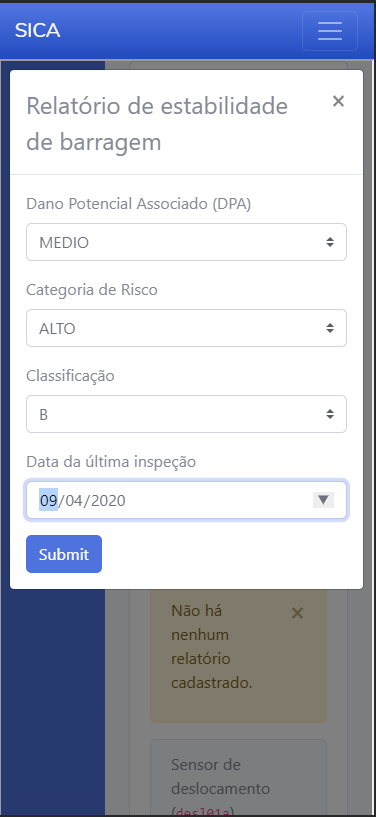 SICA
Relatório de estabilidade
de barragem
×
Dano Potencial Associado (DPA)
MEDIO
Categoria de Risco
ALTO
Classificação
B
Data da última inspeção
09/04/2020
Submit
Não há
nenhum
relatório
cadastrado.
×
Sensor de
deslocamento
(desl01a)